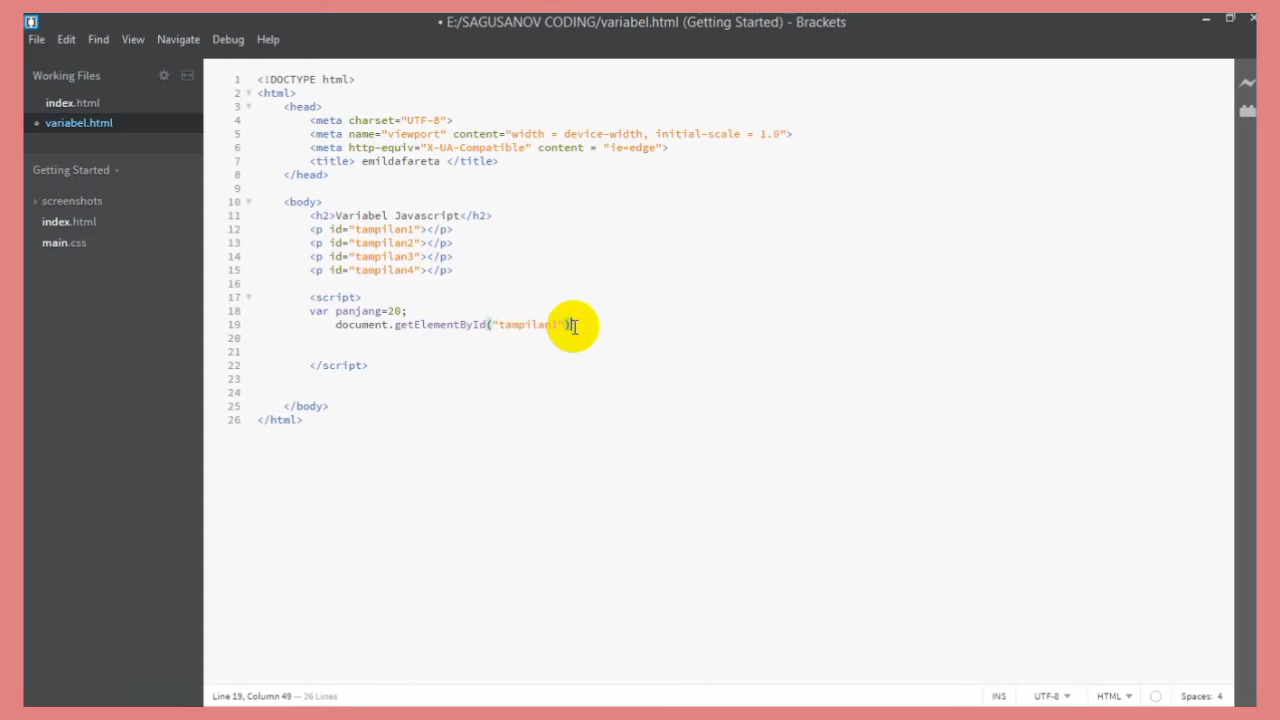 • E:/SAGUSANOV CODING/variabel.html (Getting Started) - Brackets
File Edit Find View Navigate Debug Help
Working Files
index.html
• variabel.html
Getting Started
screenshots
index.html
main.css
1 <!DOCTYPE html>
2 <html>
3 <head>
4 <meta charset="UTF-8">
5 <meta name="viewport" content="width = device-width, initial-scale = 1.0">
6 <meta http-equiv="X-UA-Compatible" content = "ie=edge">
7 <title> emildafareta </title>
8 </head>
9
10 <body>
11 <h2>Variabel Javascript</h2>
12 <p id="tampilan1"></p>
13 <p id="tampilan2"></p>
14 <p id="tampilan3"></p>
15 <p id="tampilan4"></p>
16
17 <script>
18 var panjang=20;
19 document.getElementById("tampilan1")
20
21
22 </script>
23
24
25 </body>
26 </html>
Line 19, Column 49 — 26 Lines
INS UTF-8 HTML Spaces: 4